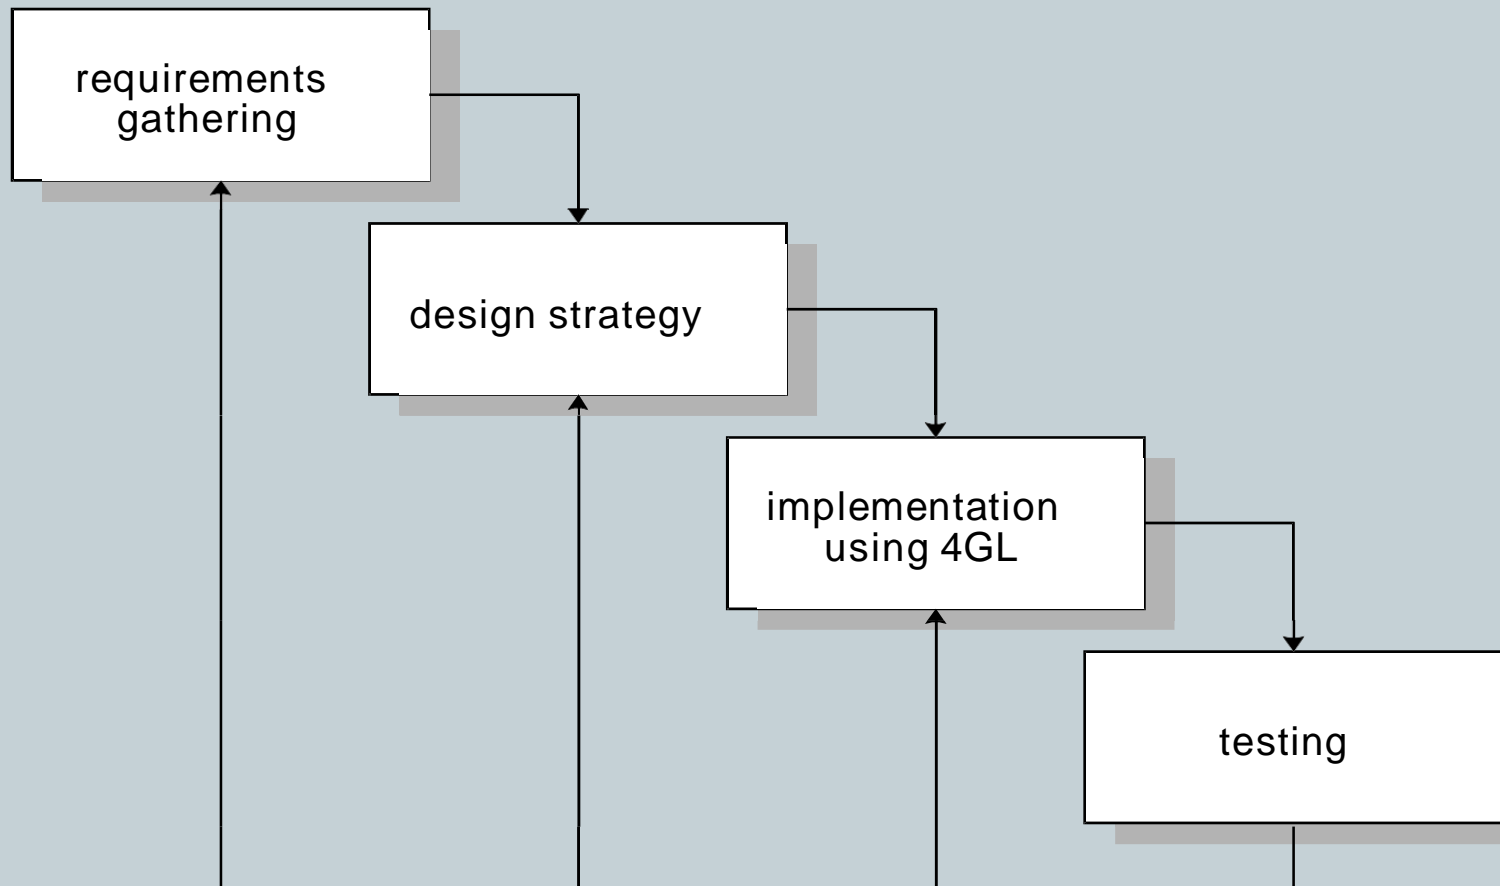 requirements
gathering
design strategy
implementation
using 4GL
testing